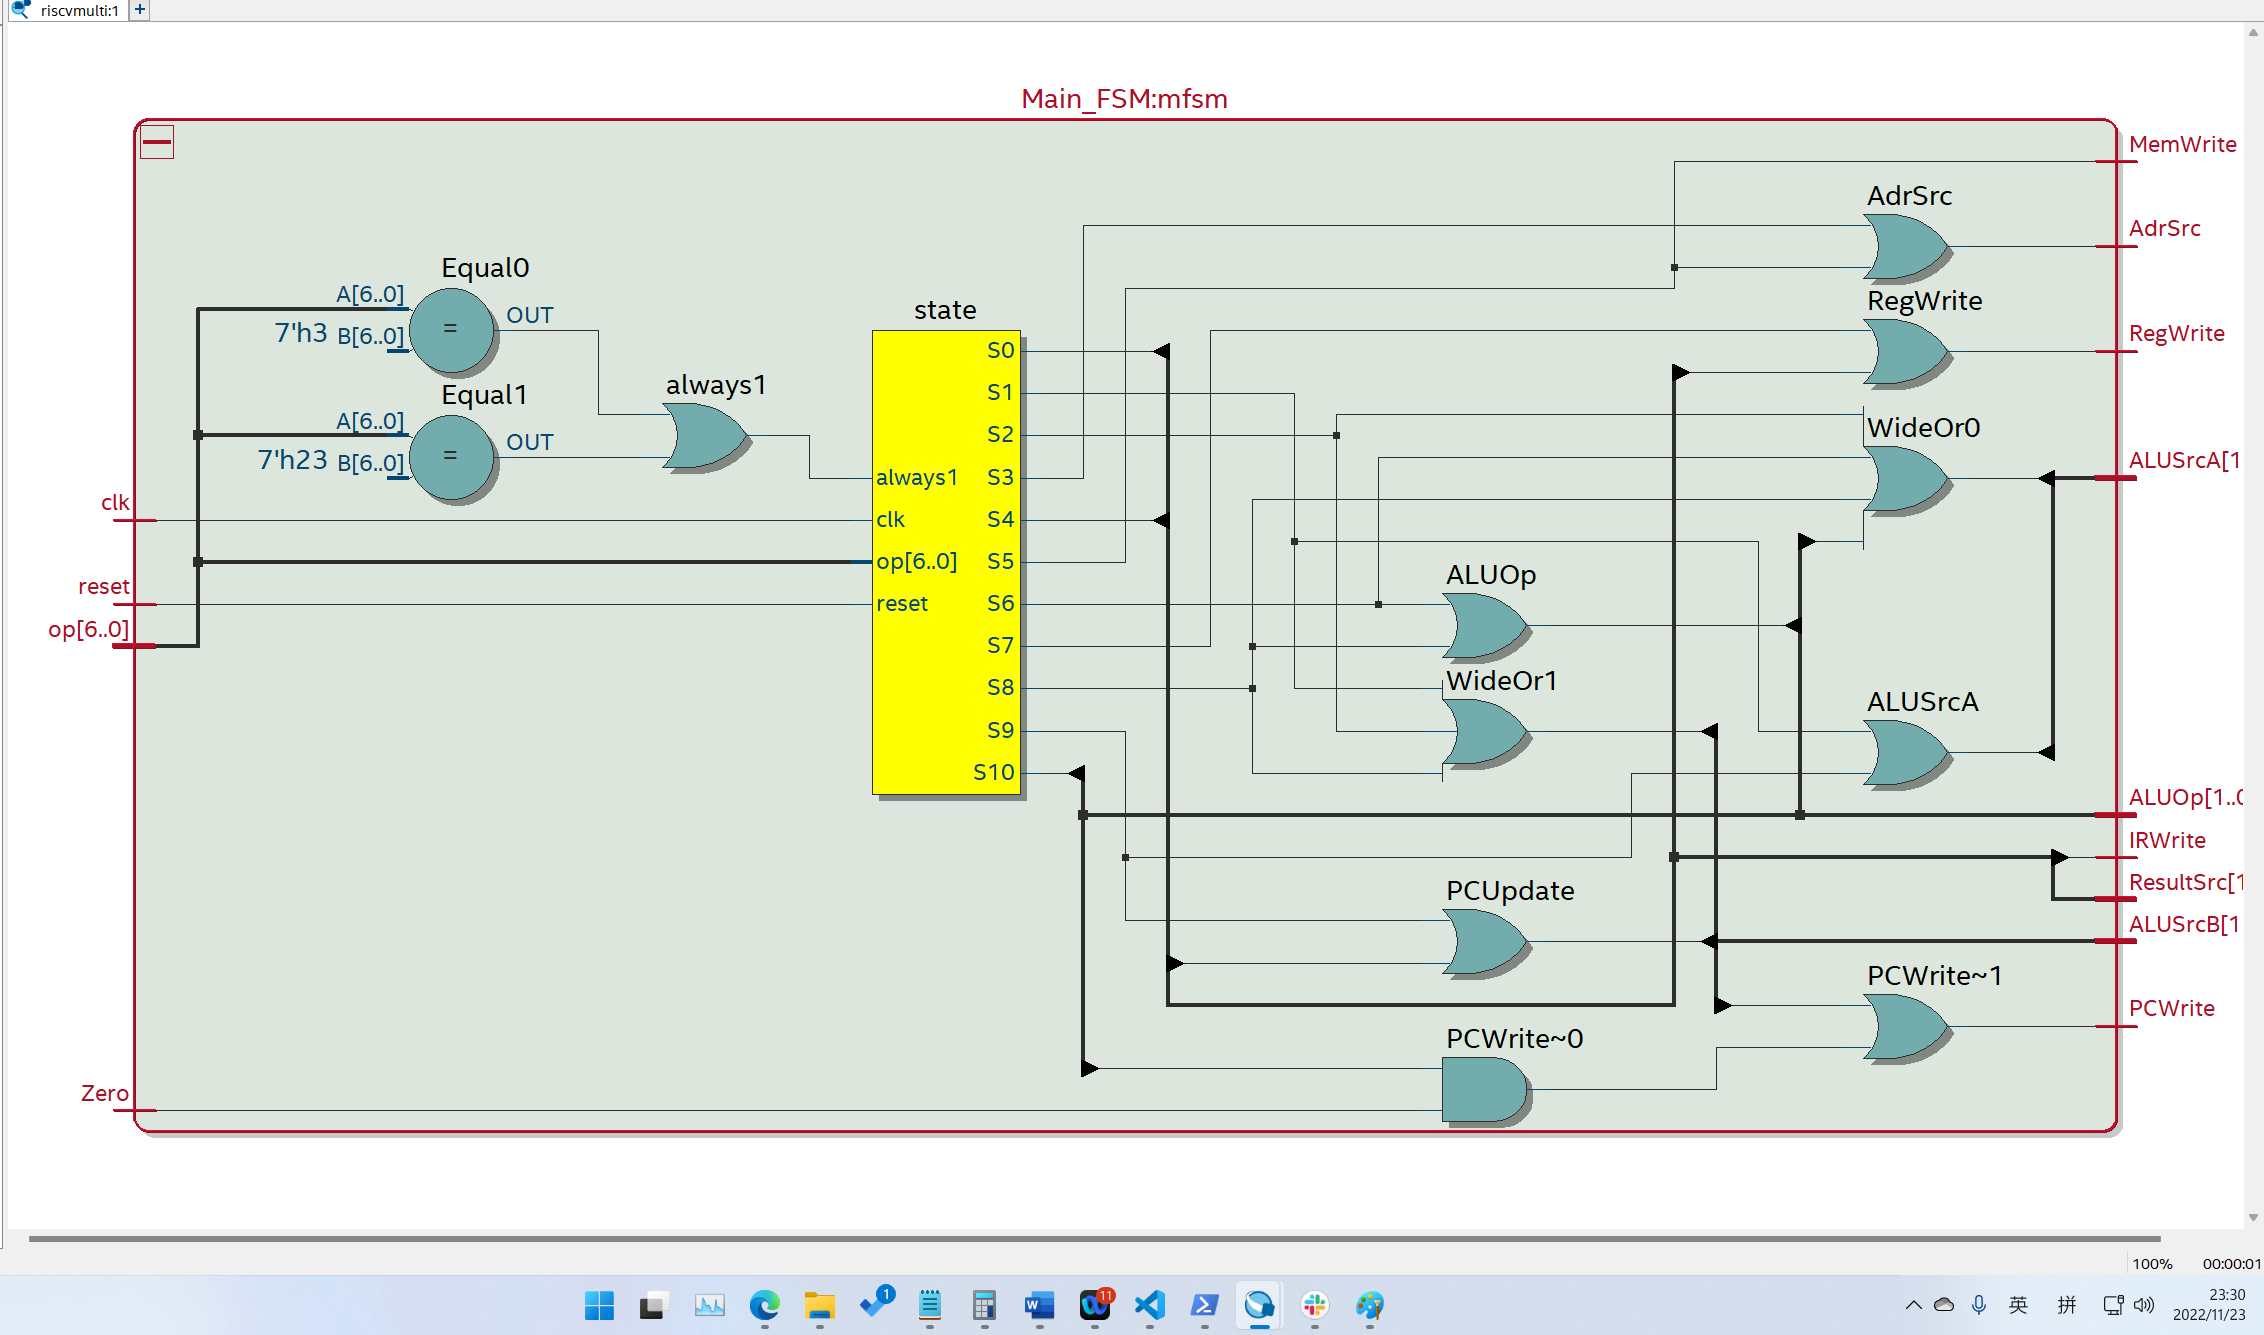 riscvmulti:1
Main_FSM:mfsm
MemWrite
AdrSrc
AdrSrc
Equal0
A[6..0]
OUT
7'h3 B[6..0]
=
Equal1
A[6..0]
OUT
7'h23 B[6..0]
=
always1
state
S0
S1
S2
always1 S3
clk S4
op[6..0] S5
reset S6
S7
S8
S9
S10
clk
reset
op[6..0]
Zero
RegWrite
RegWrite
WideOr0
ALUSrcA[1
ALUOp
WideOr1
ALUSrcA
ALUOp[1..0
IRWrite
ResultSrc[1
PCUpdate
ALUSrcB[1
PCWrite~1
PCWrite
PCWrite~0
100% 00:00:01
1
11
英 拼
23:30
2022/11/23